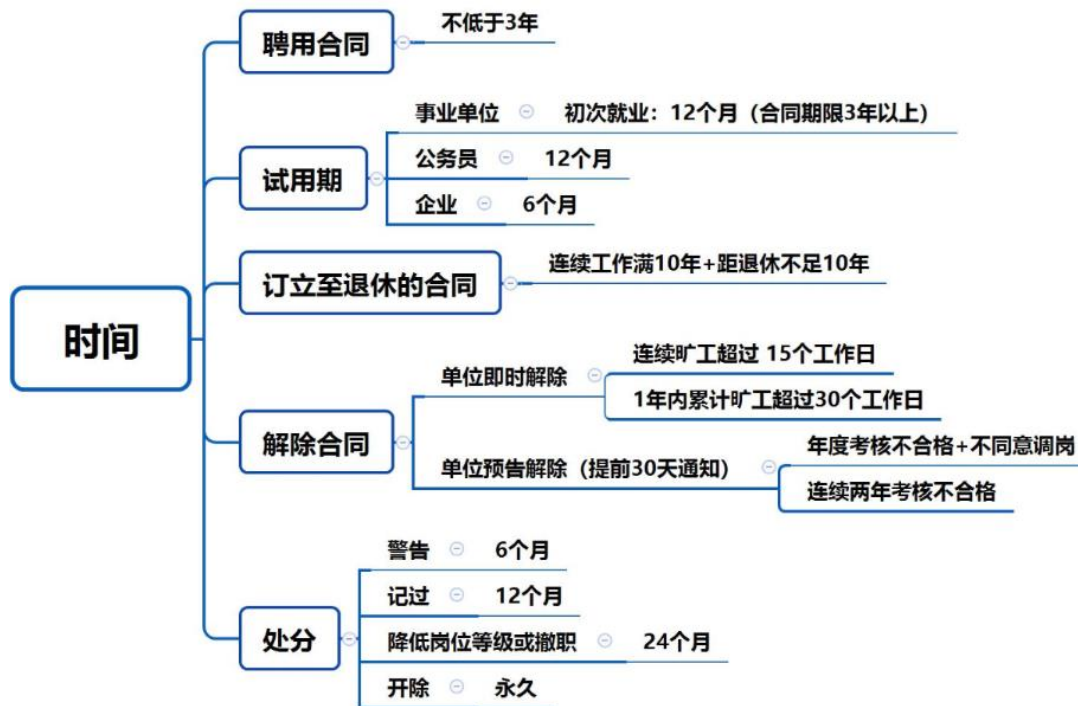 时间
聘用合同
不低于3年
试用期
事业单位 初次就业：12个月（合同期限3年以上）
公务员 12个月
企业 6个月
订立至退休的合同
连续工作满10年+距退休不足10年
解除合同
单位即时解除
连续旷工超过 15个工作日
1年内累计旷工超过30个工作日
单位预告解除（提前30天通知）
年度考核不合格+不同意调岗
连续两年考核不合格
处分
警告 6个月
记过 12个月
降低岗位等级或撤职 24个月
开除 永久